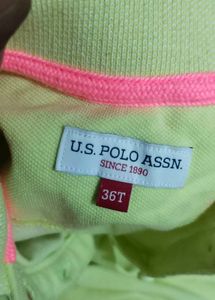 U.S. POLO ASSN.
SINCE 1890
36T